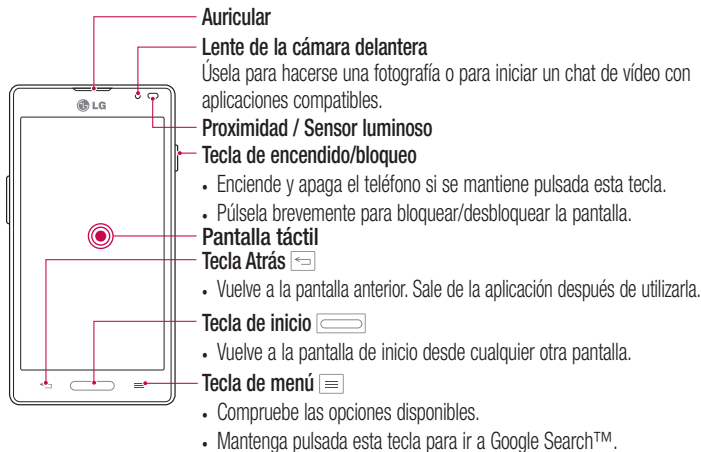 Auricular
Lente de la cámara delantera
Úsela para hacerse una fotografía o para iniciar un chat de vídeo con
aplicaciones compatibles.
LG
Proximidad / Sensor luminoso
Tecla de encendido/bloqueo
• Enciende y apaga el teléfono si se mantiene pulsada esta tecla.
• Púlsela brevemente para bloquear/desbloquear la pantalla.
Pantalla táctil
Tecla Atrás
• Vuelve a la pantalla anterior. Sale de la aplicación después de utilizarla.
Tecla de inicio
• Vuelve a la pantalla de inicio desde cualquier otra pantalla.
Tecla de menú
• Compruebe las opciones disponibles.
• Mantenga pulsada esta tecla para ir a Google Search™.